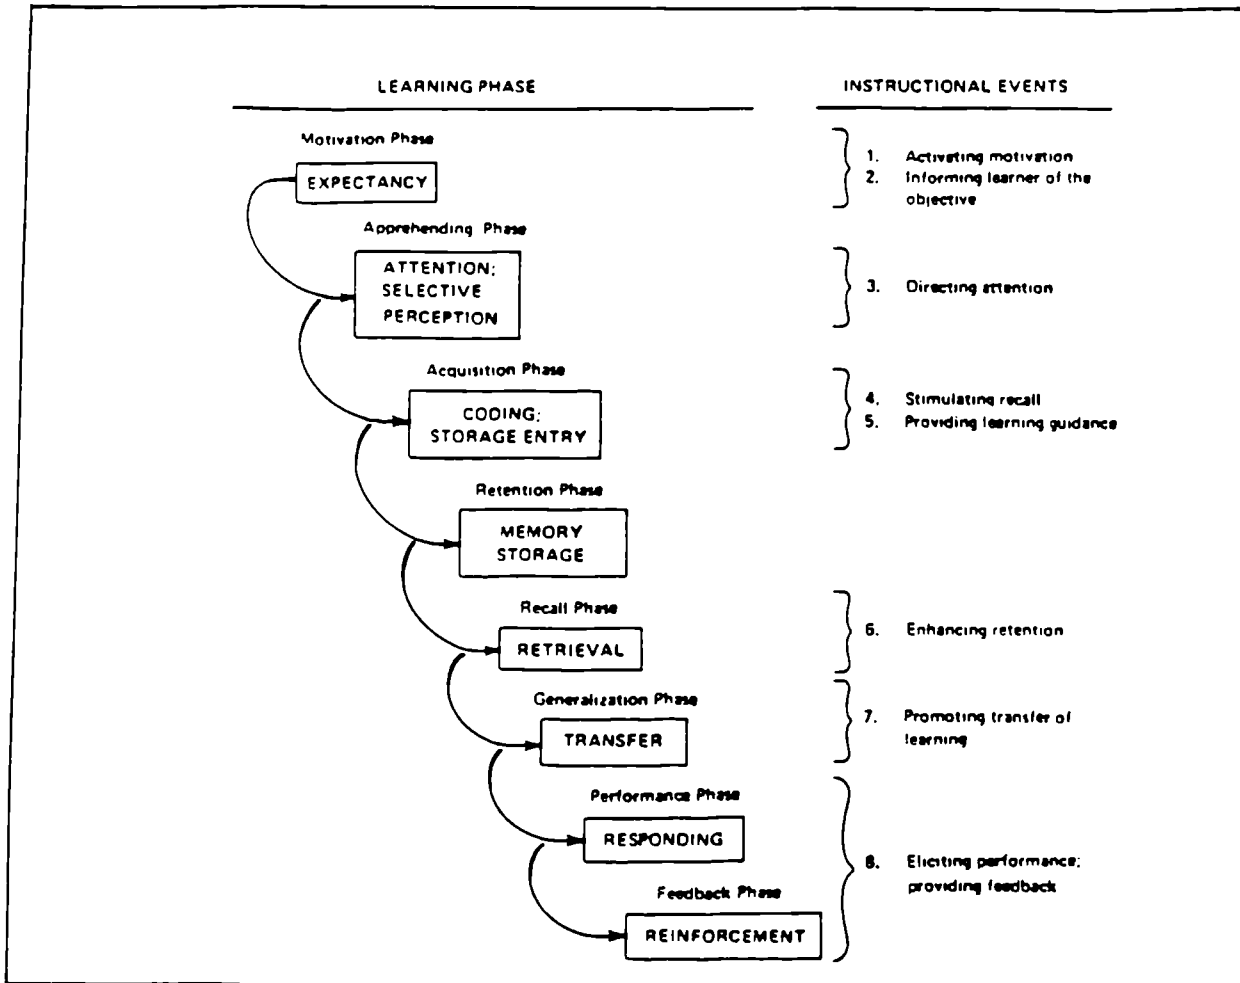 LEARNING PHASE
INSTRUCTIONAL EVENTS
Motivation Phase
EXPECTANCY
1. Activating motivation
2. Informing learner of the
objective
Apprehending Phase
ATTENTION;
SELECTIVE
PERCEPTION
3. Directing attention
Acquisition Phase
CODING;
STORAGE ENTRY
4. Stimulating recall
5. Providing learning guidance
Retention Phase
MEMORY
STORAGE
Recall Phase
RETRIEVAL
6. Enhancing retention
Generalization Phase
TRANSFER
7. Promoting transfer of
learning
Performance Phase
RESPONDING
8. Eliciting performance;
providing feedback
Feedback Phase
REINFORCEMENT